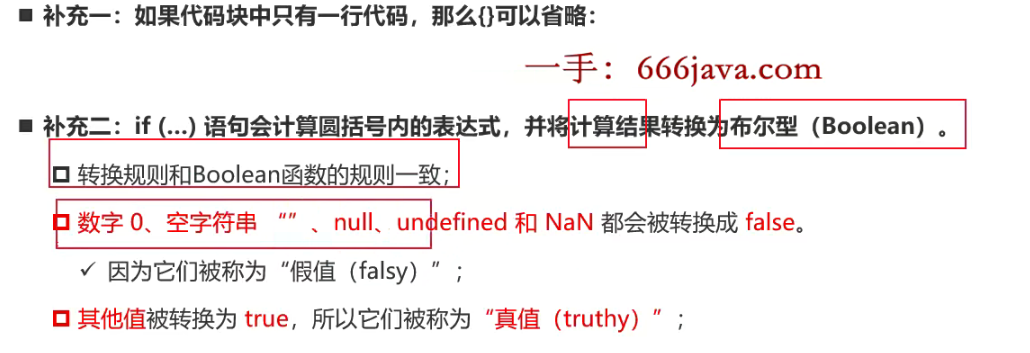 ■ 补充一：如果代码块中只有一行代码，那么{}可以省略：
一手：666java.com
■ 补充二：if (…) 语句会计算圆括号内的表达式，并将计算结果转换为布尔型（Boolean）。
转换规则和Boolean函数的规则一致；
数字 0、空字符串 “”、null、undefined 和 NaN 都会被转换成 false。
✓ 因为它们被称为“假值（falsy）”；
其他值被转换为 true，所以它们被称为“真值（truthy）”；